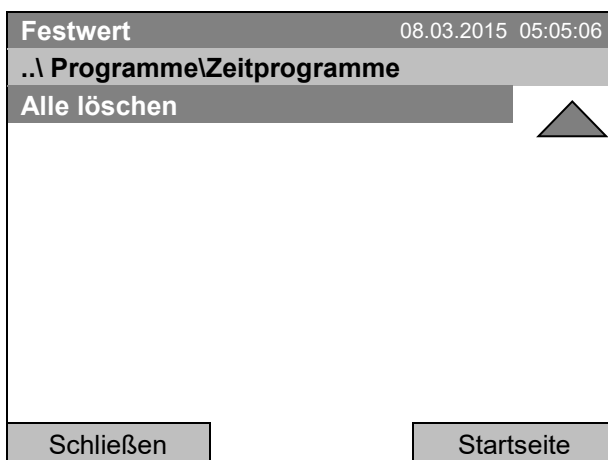 Festwert 08.03.2015 05:05:06
..\ Programme\Zeitprogramme
Alle löschen
Schließen Startseite